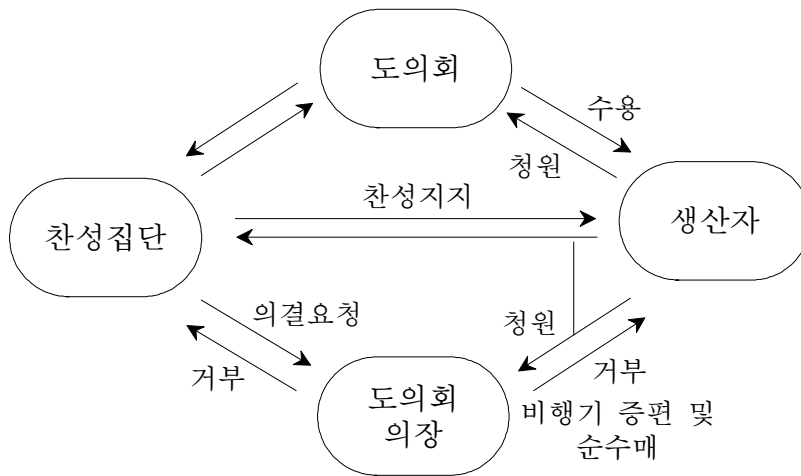 도의회
수용
청원
찬성지지
찬성집단
생산자
의결요청
청원
거부
거부
도의회
의장
비행기 증편 및
순수매